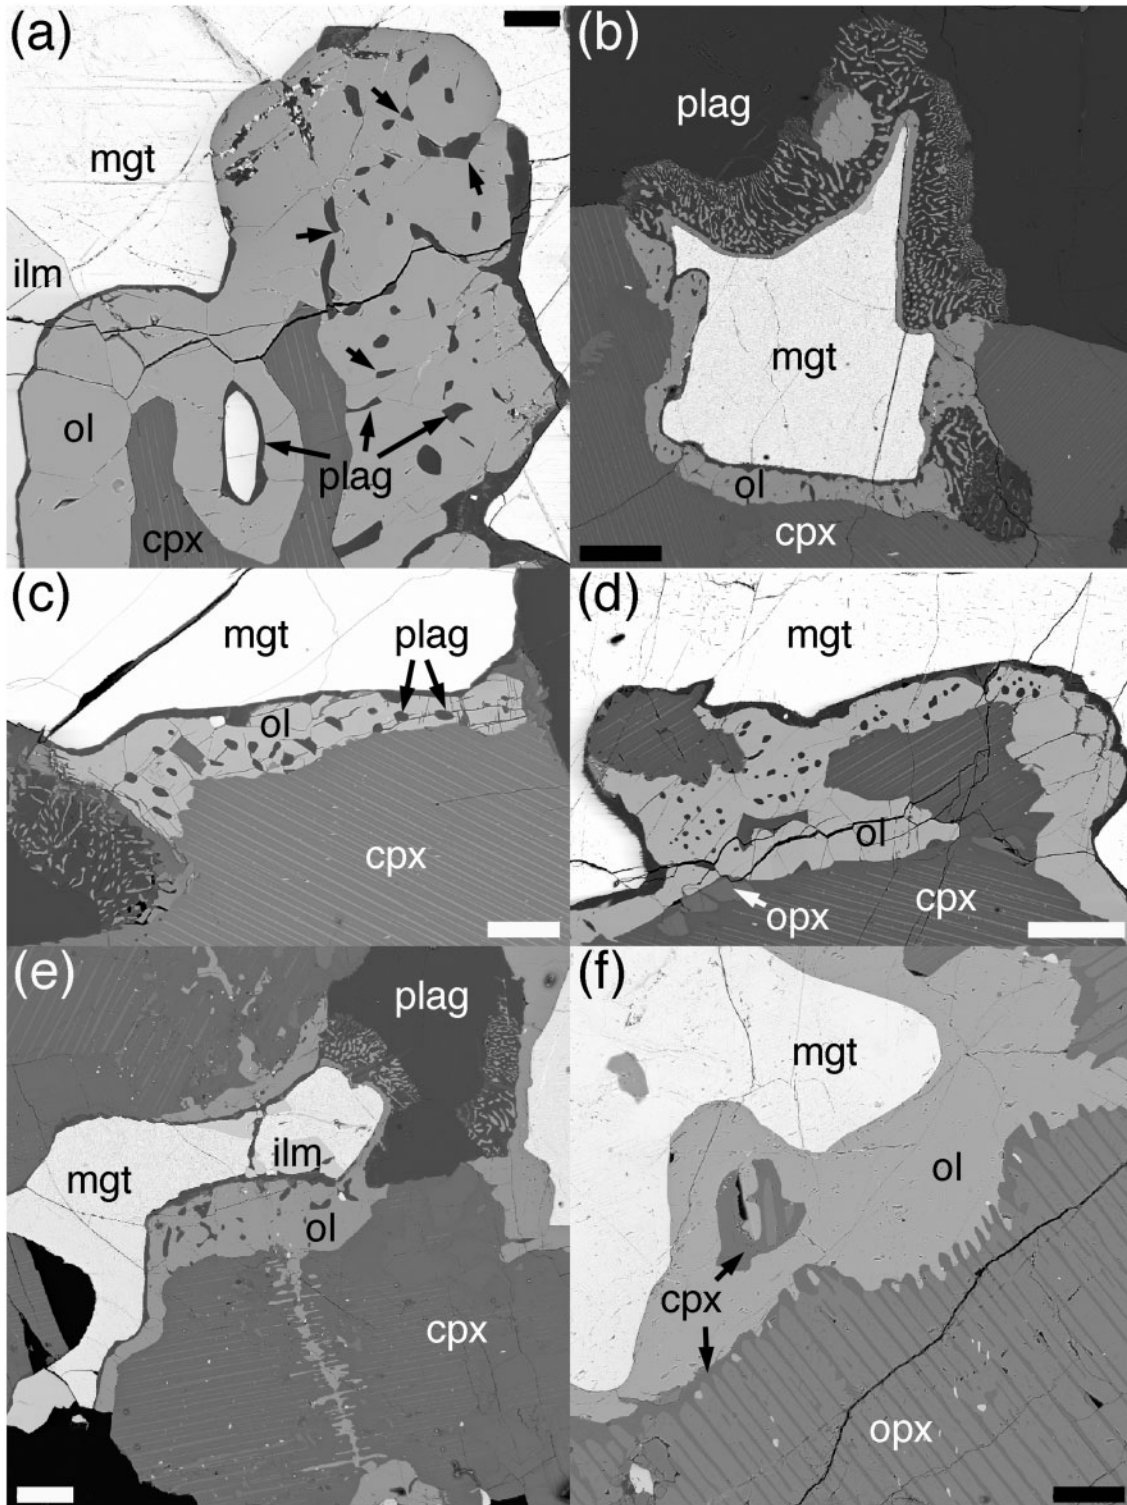 (a)
mgt
ilm
ol
plag
cpx
(b)
plag
mgt
ol
cpx
(c)
mgt
plag
ol
cpx
(d)
mgt
ol
opx
cpx
(e)
plag
ilm
mgt
ol
cpx
(f)
mgt
ol
cpx
opx